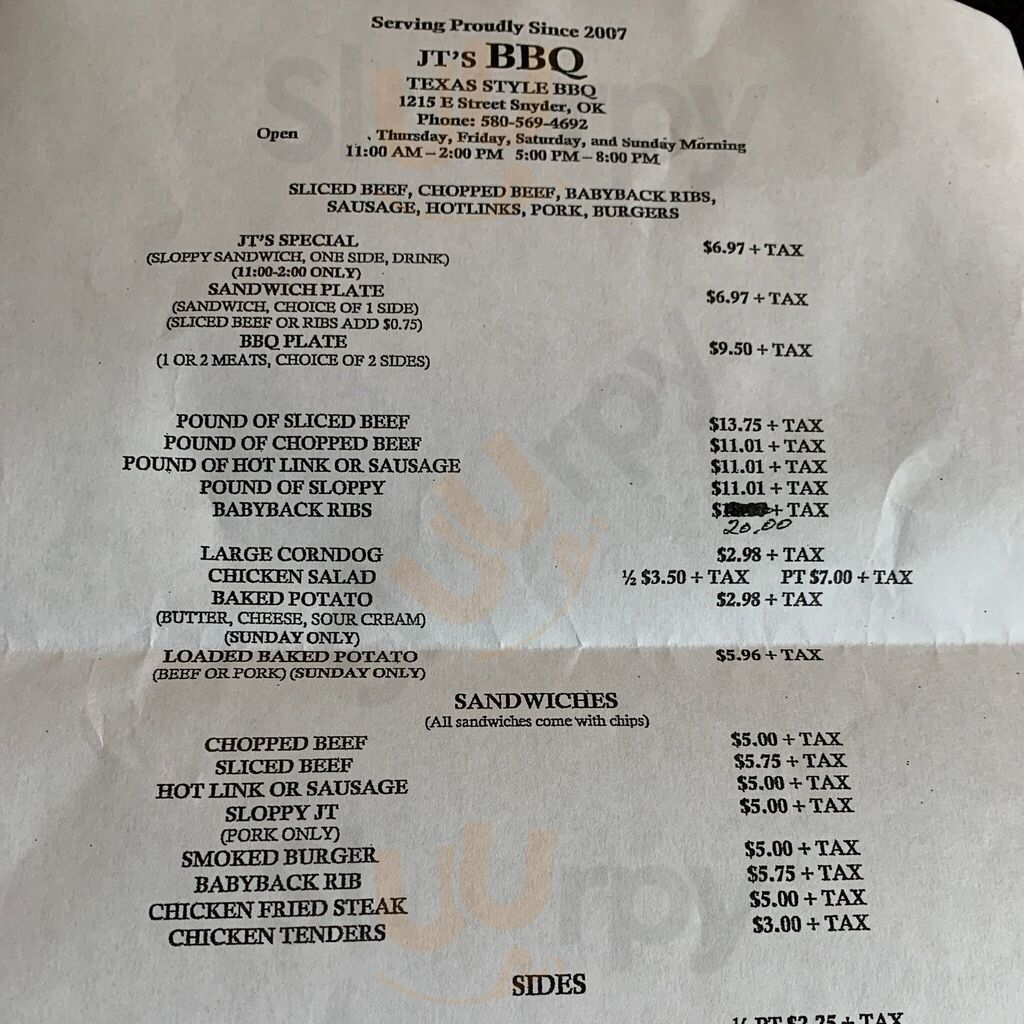 Serving Proudly Since 2007
JT'S BBQ
TEXAS STYLE BBQ
1215 E Street Snyder, OK
Phone: 580-569-4692
Open . Thursday, Friday, Saturday, and Sunday Morning
11:00 AM – 2:00 PM 5:00 PM – 8:00 PM
SLICED BEEF, CHOPPED BEEF, BABYBACK RIBS,
SAUSAGE, HOTLINKS, PORK, BURGERS
JT'S SPECIAL $6.97 + TAX
(SLOPPY SANDWICH, ONE SIDE, DRINK)
(11:00-2:00 ONLY)
SANDWICH PLATE $6.97 + TAX
(SANDWICH, CHOICE OF 1 SIDE)
(SLICED BEEF OR RIBS ADD $0.75)
BBQ PLATE $9.50 + TAX
(1 OR 2 MEATS, CHOICE OF 2 SIDES)
POUND OF SLICED BEEF $13.75 + TAX
POUND OF CHOPPED BEEF $11.01 + TAX
POUND OF HOT LINK OR SAUSAGE $11.01 + TAX
POUND OF SLOPPY $11.01 + TAX
BABYBACK RIBS $ + TAX
20.00
LARGE CORNDOG $2.98 + TAX
CHICKEN SALAD ½ $3.50 + TAX PT $7.00 + TAX
BAKED POTATO $2.98 + TAX
(BUTTER, CHEESE, SOUR CREAM)
(SUNDAY ONLY)
LOADED BAKED POTATO $5.96 + TAX
(BEEF OR PORK) (SUNDAY ONLY)
SANDWICHES
(All sandwiches come with chips)
CHOPPED BEEF $5.00 + TAX
SLICED BEEF $5.75 + TAX
HOT LINK OR SAUSAGE $5.00 + TAX
SLOPPY JT $5.00 + TAX
(PORK ONLY)
SMOKED BURGER $5.00 + TAX
BABYBACK RIB $5.75 + TAX
CHICKEN FRIED STEAK $5.00 + TAX
CHICKEN TENDERS $3.00 + TAX
SIDES
½ PT $2.25 + TAX